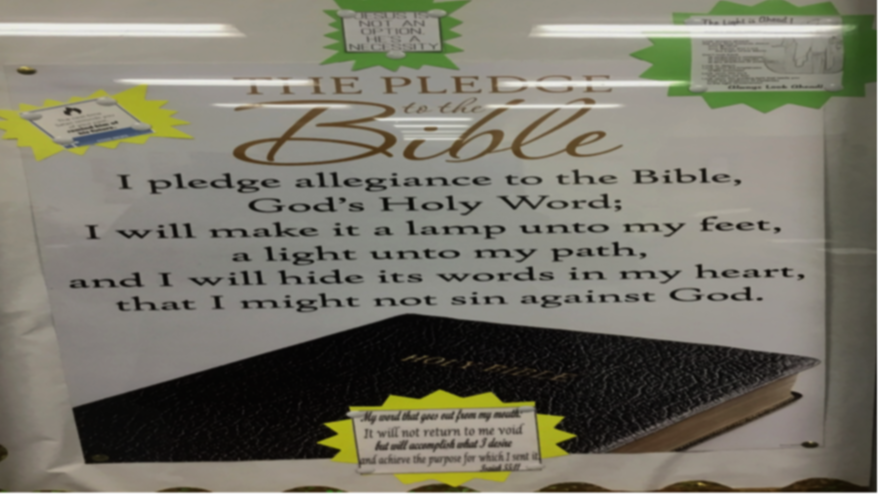 JESUS IS
NOT AN
OPTION.
HE'S A
NECESSITY
The Light is Ahead!
THE PLEDGE
to the
Bible
I pledge allegiance to the Bible,
God's Holy Word;
I will make it a lamp unto my feet,
a light unto my path,
and I will hide its words in my heart,
that I might not sin against God.
HOLY BIBLE
My word that goes out from my mouth:
It will not return to me void
but will accomplish what I desire
and achieve the purpose for which I sent it.
Isaiah 55:11